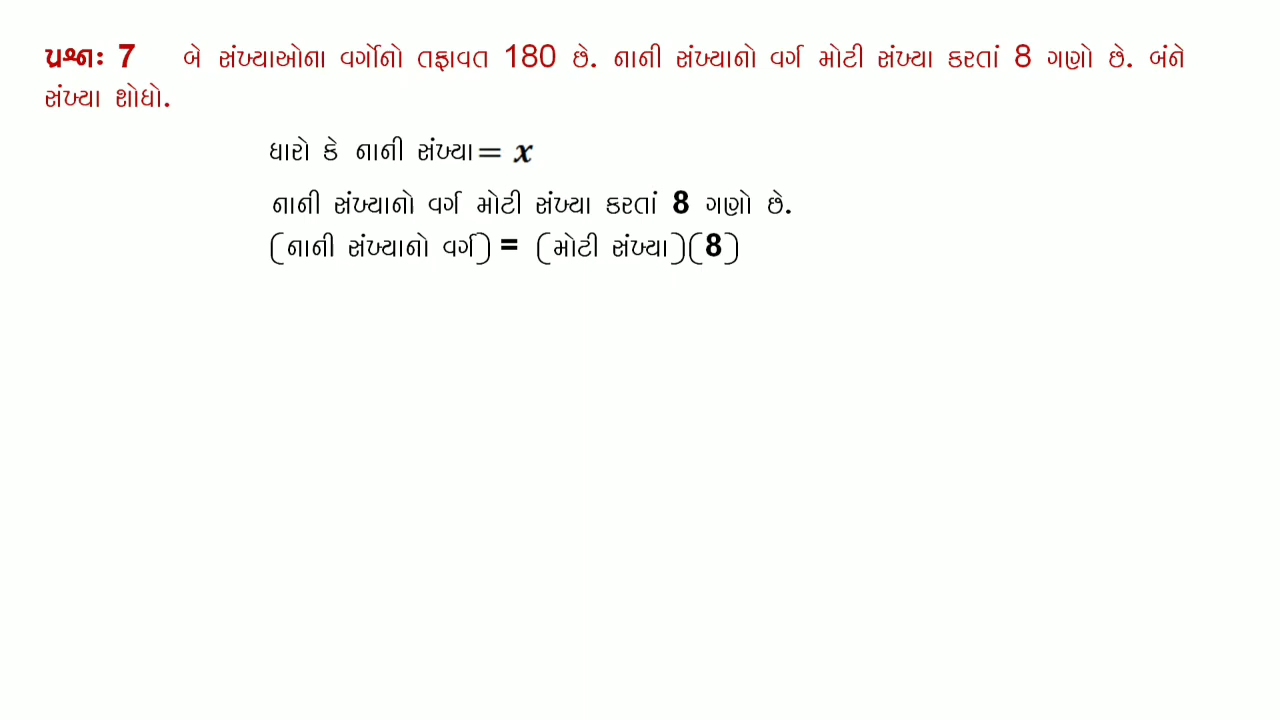 પ્રશ્નઃ 7 બે સંખ્યાઓના વર્ગોનો તફાવત 180 છે. નાની સંખ્યાનો વર્ગ મોટી સંખ્યા કરતાં 8 ગણો છે. બંને
સંખ્યા શોધો.
ધારો કે નાની સંખ્યા = x
નાની સંખ્યાનો વર્ગ મોટી સંખ્યા કરતાં 8 ગણો છે.
(નાની સંખ્યાનો વર્ગ) = (મોટી સંખ્યા)(8)